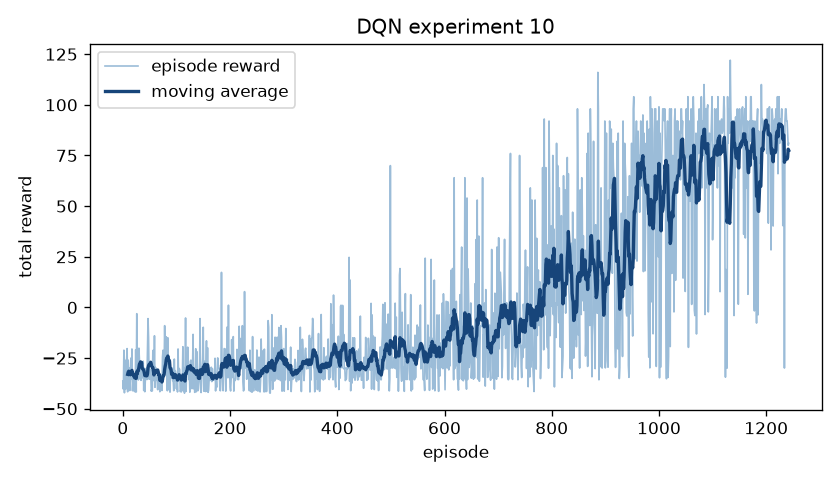 DQN experiment 10
episode reward
moving average
125
100
75
50
25
0
−25
−50
total reward
0 200 400 600 800 1000 1200
episode